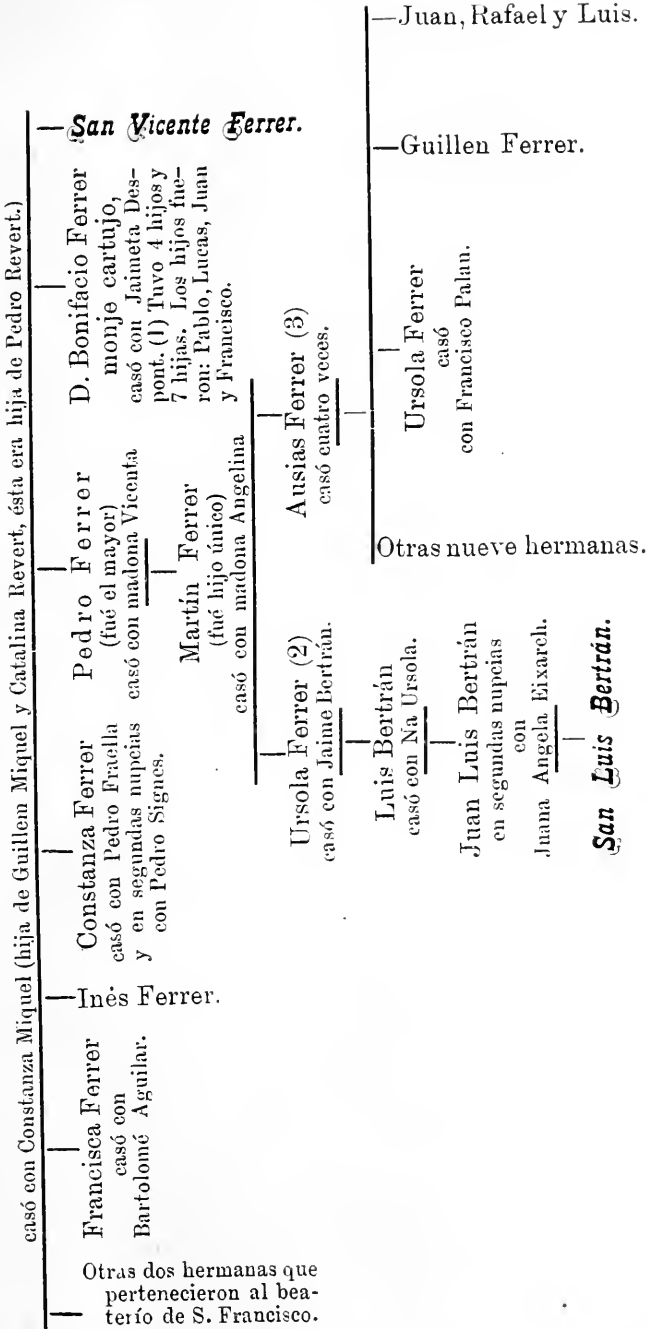 casó con Constanza Miquel (hija de Guillem Miquel y Catalina Revert, ésta era hija de Pedro Revert.)
Otras dos hermanas que
pertenecieron al bea-
terío de S. Francisco.
Francisca Ferrer
casó con
Bartolomé Aguilar.
—Inés Ferrer.
Constanza Ferrer
casó con Pedro Fraella
y en segundas nupcias
con Pedro Signes.
Pedro Ferrer
(fué el mayor)
casó con madona Vicenta
D. Bonifacio Ferrer
monje cartujo,
casó con Jaimeta Des-
pont. (1) Tuvo 4 hijos y
7 hijas. Los hijos fue-
ron: Pablo, Lucas, Juan
y Francisco.
—San Vicente Ferrer.
Martín Ferrer
(fué hijo único)
casó con madona Angelina
Ursola Ferrer (2)
casó con Jaime Bertrán.
Ausias Ferrer (3)
casó cuatro veces.
Luis Bertrán
casó con Na Ursola.
Juan Luis Bertrán
en segundas nupcias
con
Juana Angela Eixarch.
San Luis Bertrán.
Otras nueve hermanas.
Ursola Ferrer
casó
con Francisco Palau.
—Guillen Ferrer.
—Juan, Rafael y Luis.